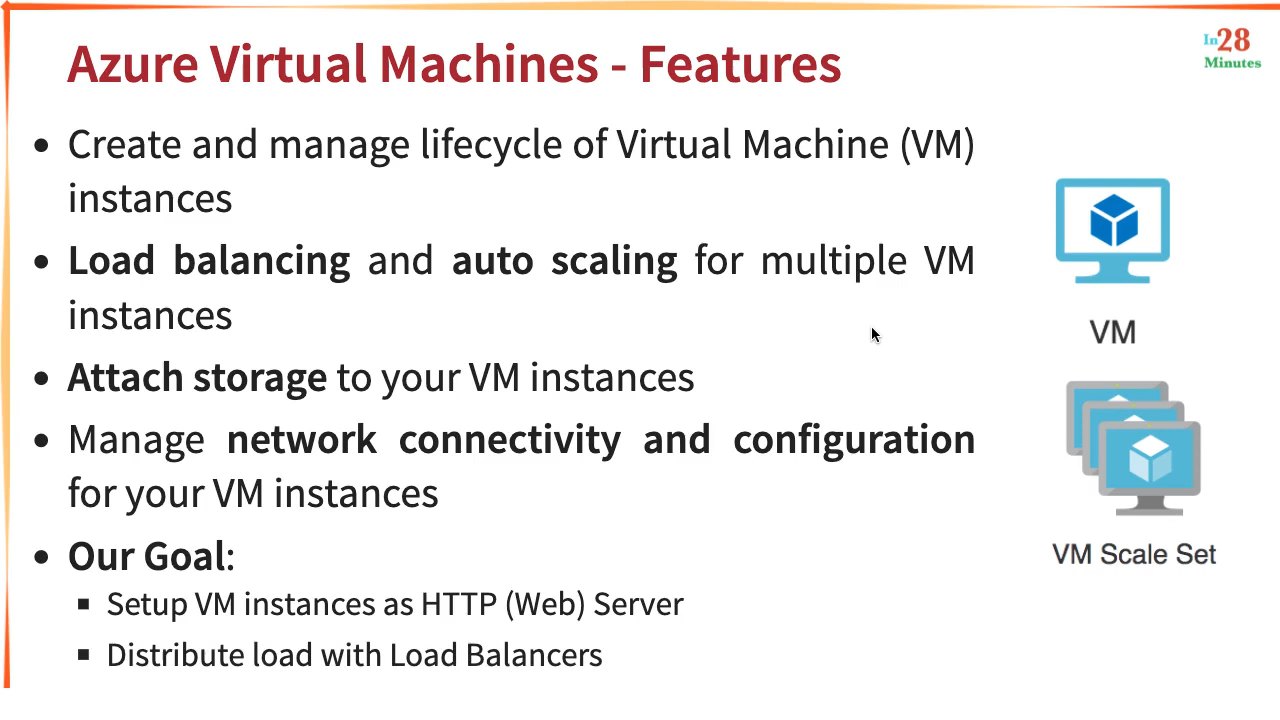 Azure Virtual Machines - Features
In28
Minutes
• Create and manage lifecycle of Virtual Machine (VM)
instances
• Load balancing and auto scaling for multiple VM
instances
• Attach storage to your VM instances
• Manage network connectivity and configuration
for your VM instances
• Our Goal:
▪ Setup VM instances as HTTP (Web) Server
▪ Distribute load with Load Balancers
VM
VM Scale Set